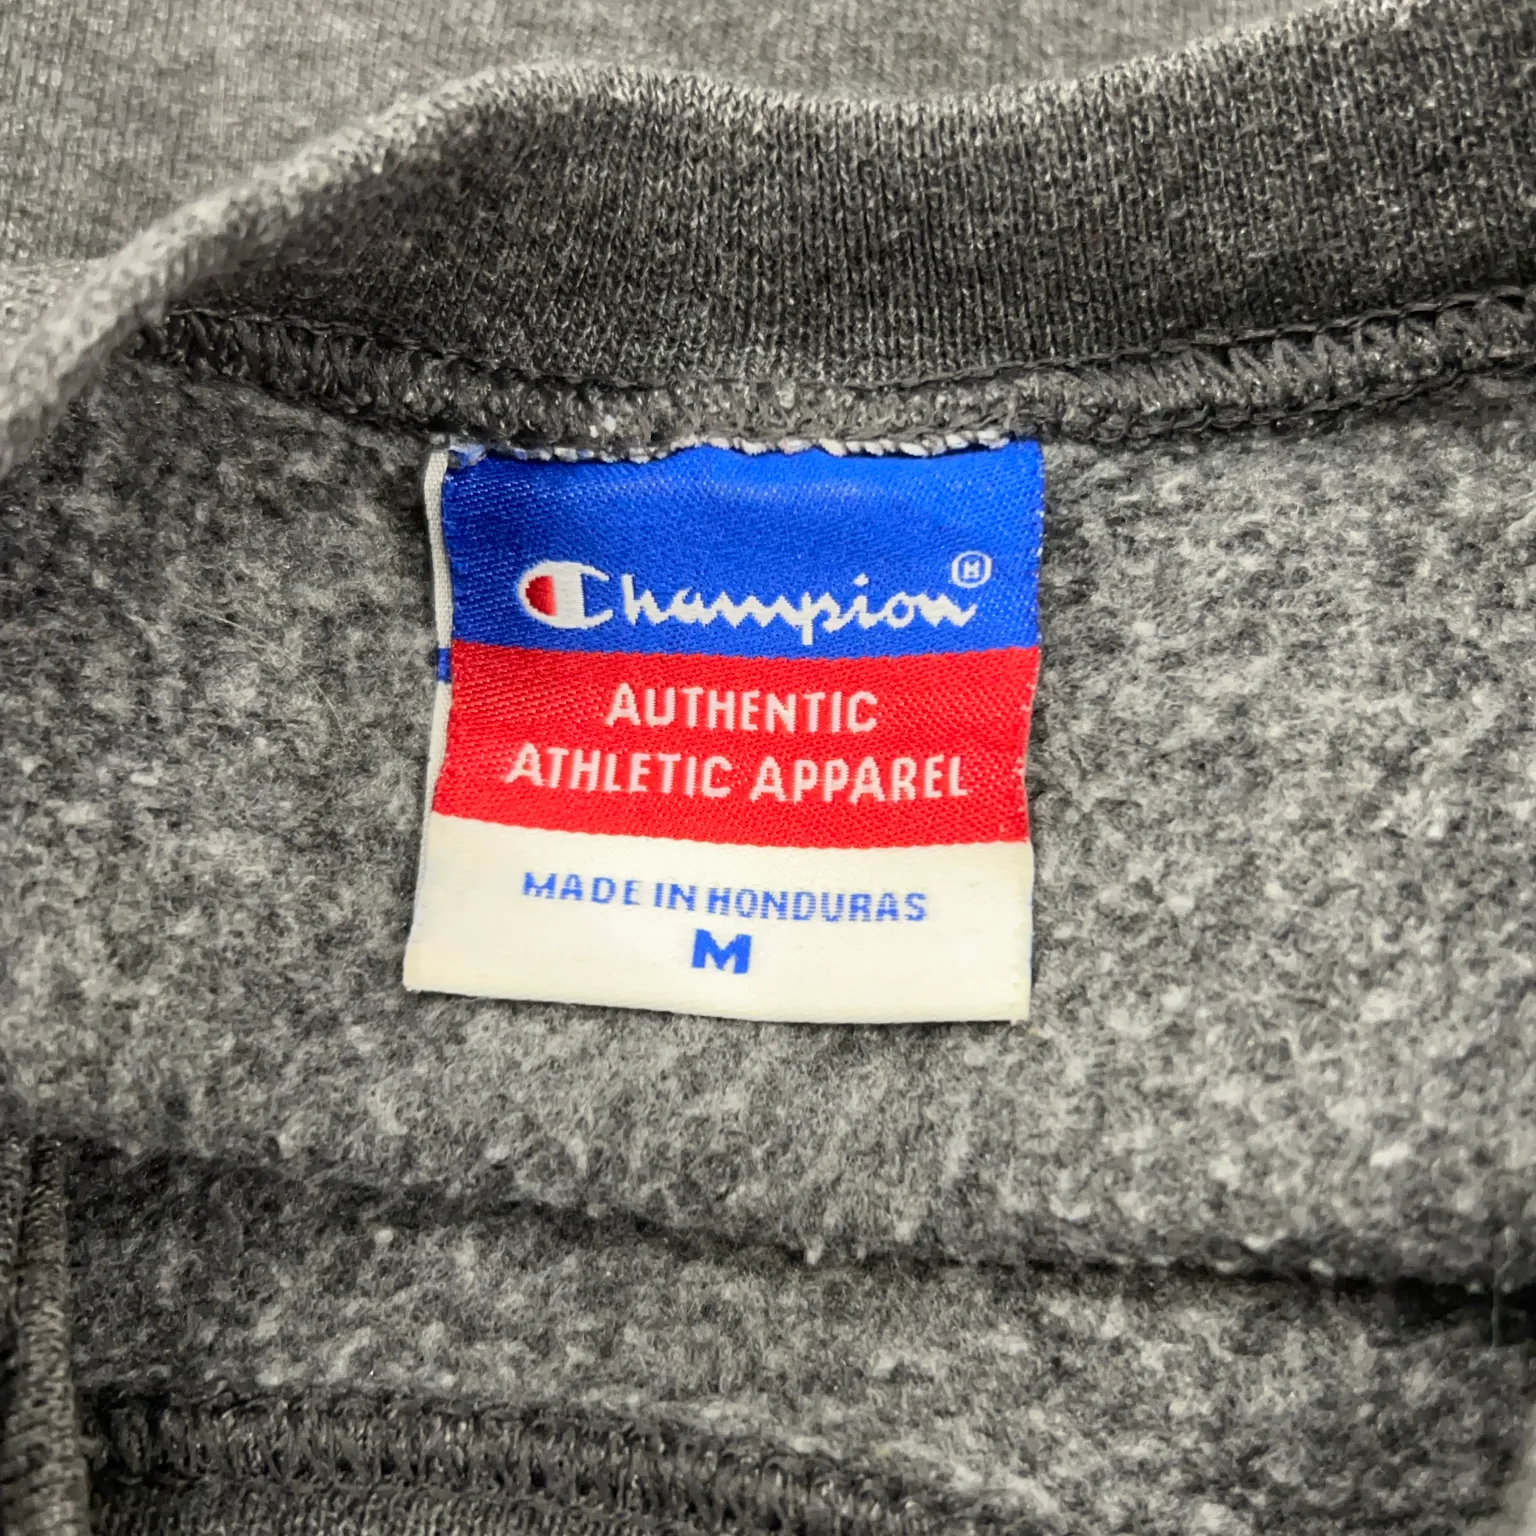 Champion®
AUTHENTIC
ATHLETIC APPAREL
MADE IN HONDURAS
M